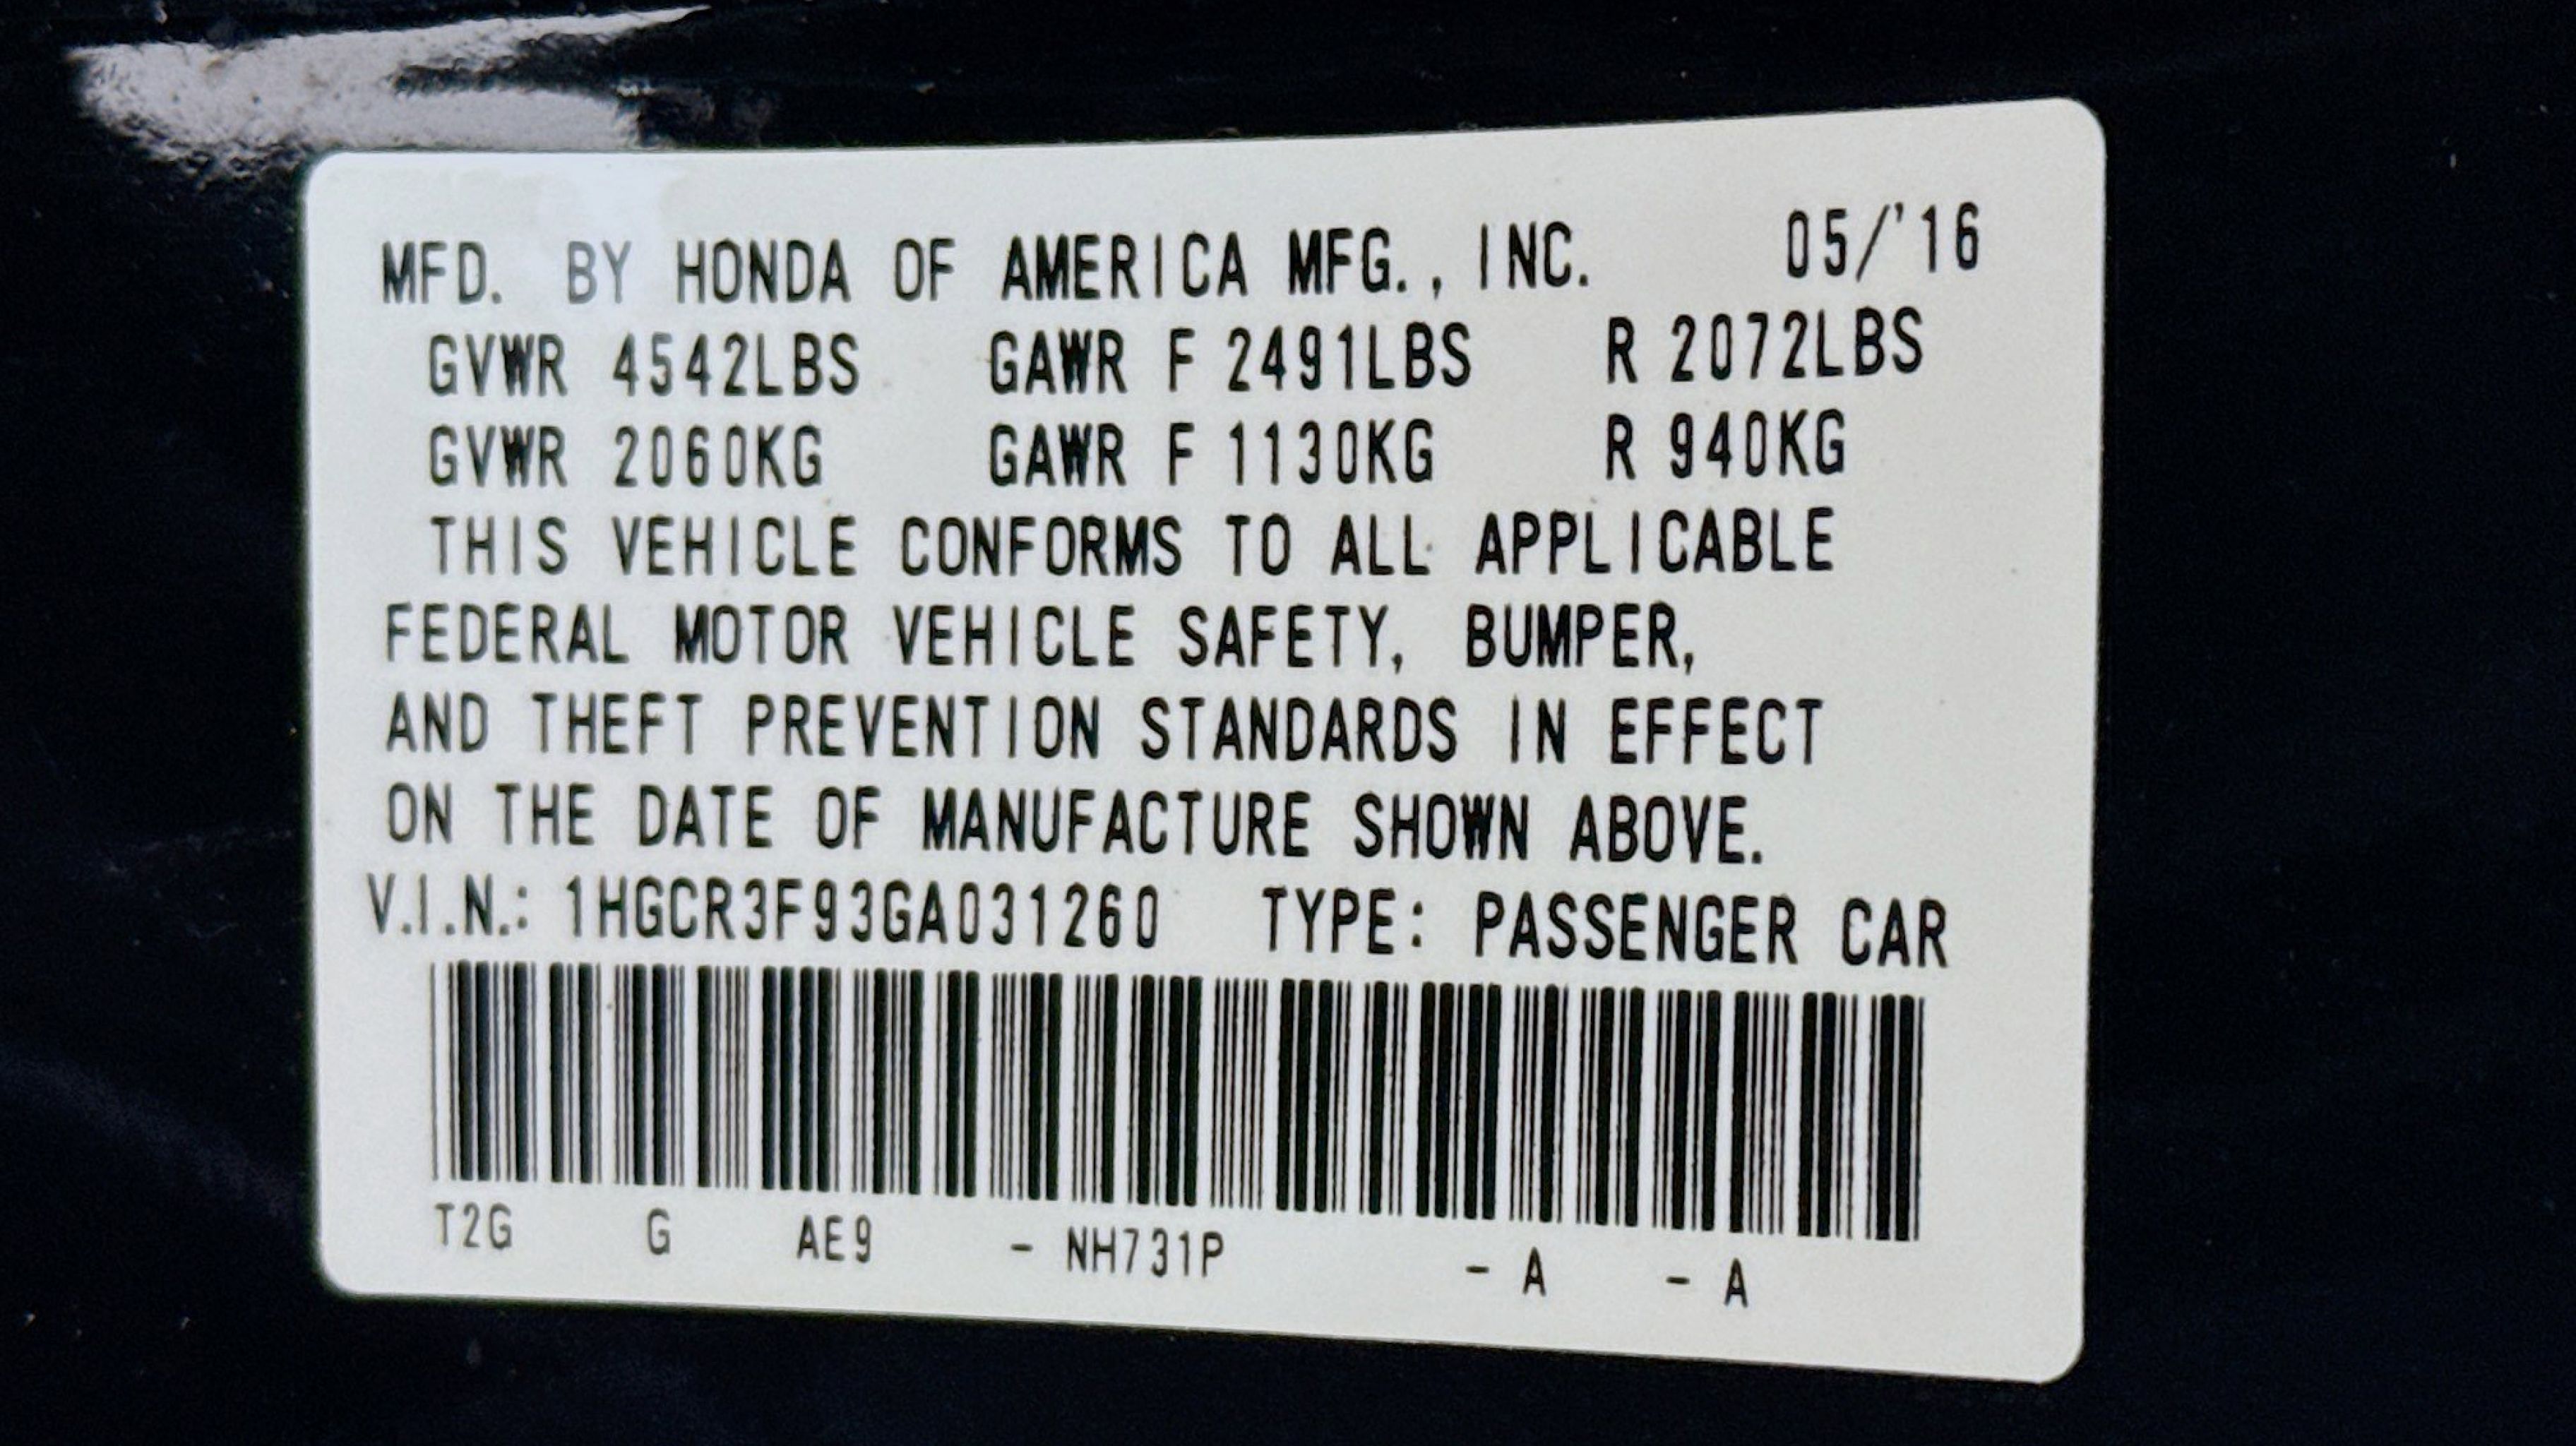 MFD. BY HONDA OF AMERICA MFG., INC. 05/'16
GVWR 4542LBS GAWR F 2491LBS R 2072LBS
GVWR 2060KG GAWR F 1130KG R 940KG
THIS VEHICLE CONFORMS TO ALL APPLICABLE
FEDERAL MOTOR VEHICLE SAFETY, BUMPER,
AND THEFT PREVENTION STANDARDS IN EFFECT
ON THE DATE OF MANUFACTURE SHOWN ABOVE.
V.I.N.: 1HGCR3F93GA031260 TYPE: PASSENGER CAR
T2G G AE9 - NH731P - A - A